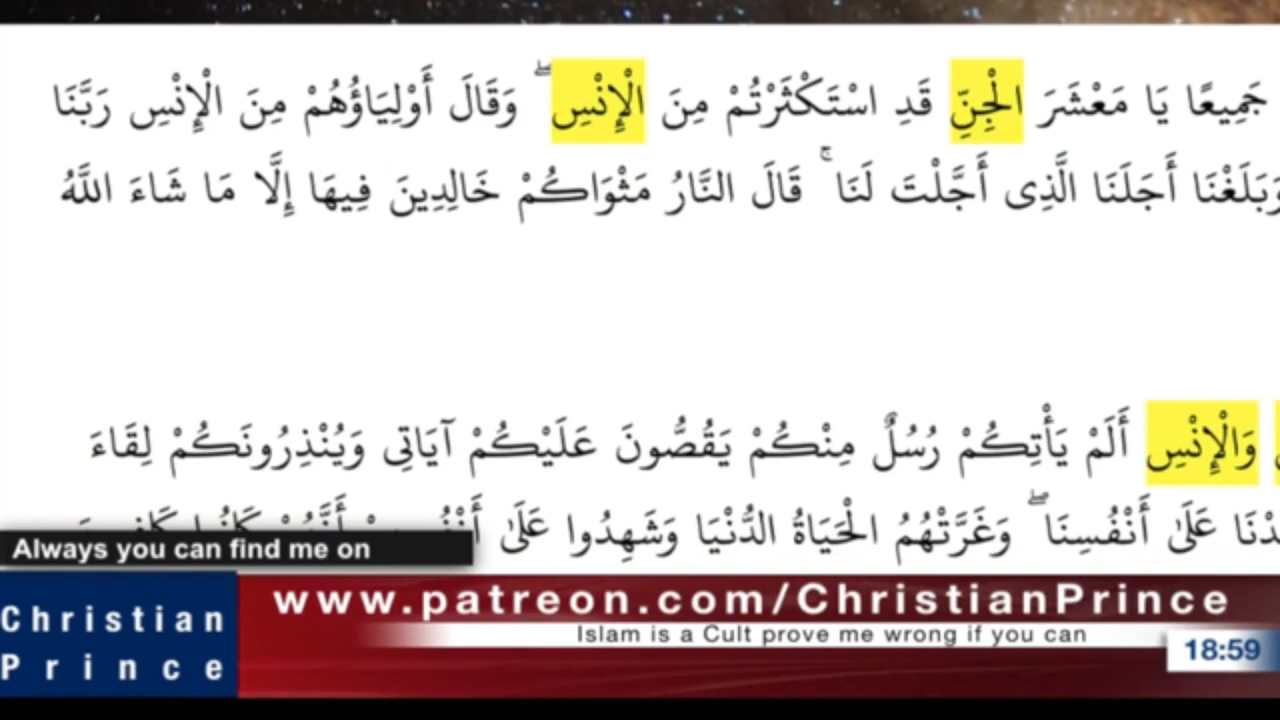 جَمِيعًا يَا مَعْشَرَ الْجِنِّ قَدِ اسْتَكْثَرْتُمْ مِنَ الْإِنْسِ ۖ وَقَالَ أَوْلِيَاؤُهُمْ مِنَ الْإِنْسِ رَبَّنَا
وَبَلَغْنَا أَجَلَنَا الَّذِي أَجَّلْتَ لَنَا ۚ قَالَ النَّارُ مَثْوَاكُمْ خَالِدِينَ فِيهَا إِلَّا مَا شَاءَ اللَّهُ
وَالْإِنْسِ أَلَمْ يَأْتِكُمْ رُسُلٌ مِنْكُمْ يَقُصُّونَ عَلَيْكُمْ آيَاتِي وَيُنْذِرُونَكُمْ لِقَاءَ
عَلَىٰ أَنْفُسِنَا ۖ وَغَرَّتْهُمُ الْحَيَاةُ الدُّنْيَا وَشَهِدُوا عَلَىٰ
Always you can find me on
www.patreon.com/ChristianPrince
Christian
Prince
Islam is a Cult prove me wrong if you can
18:59